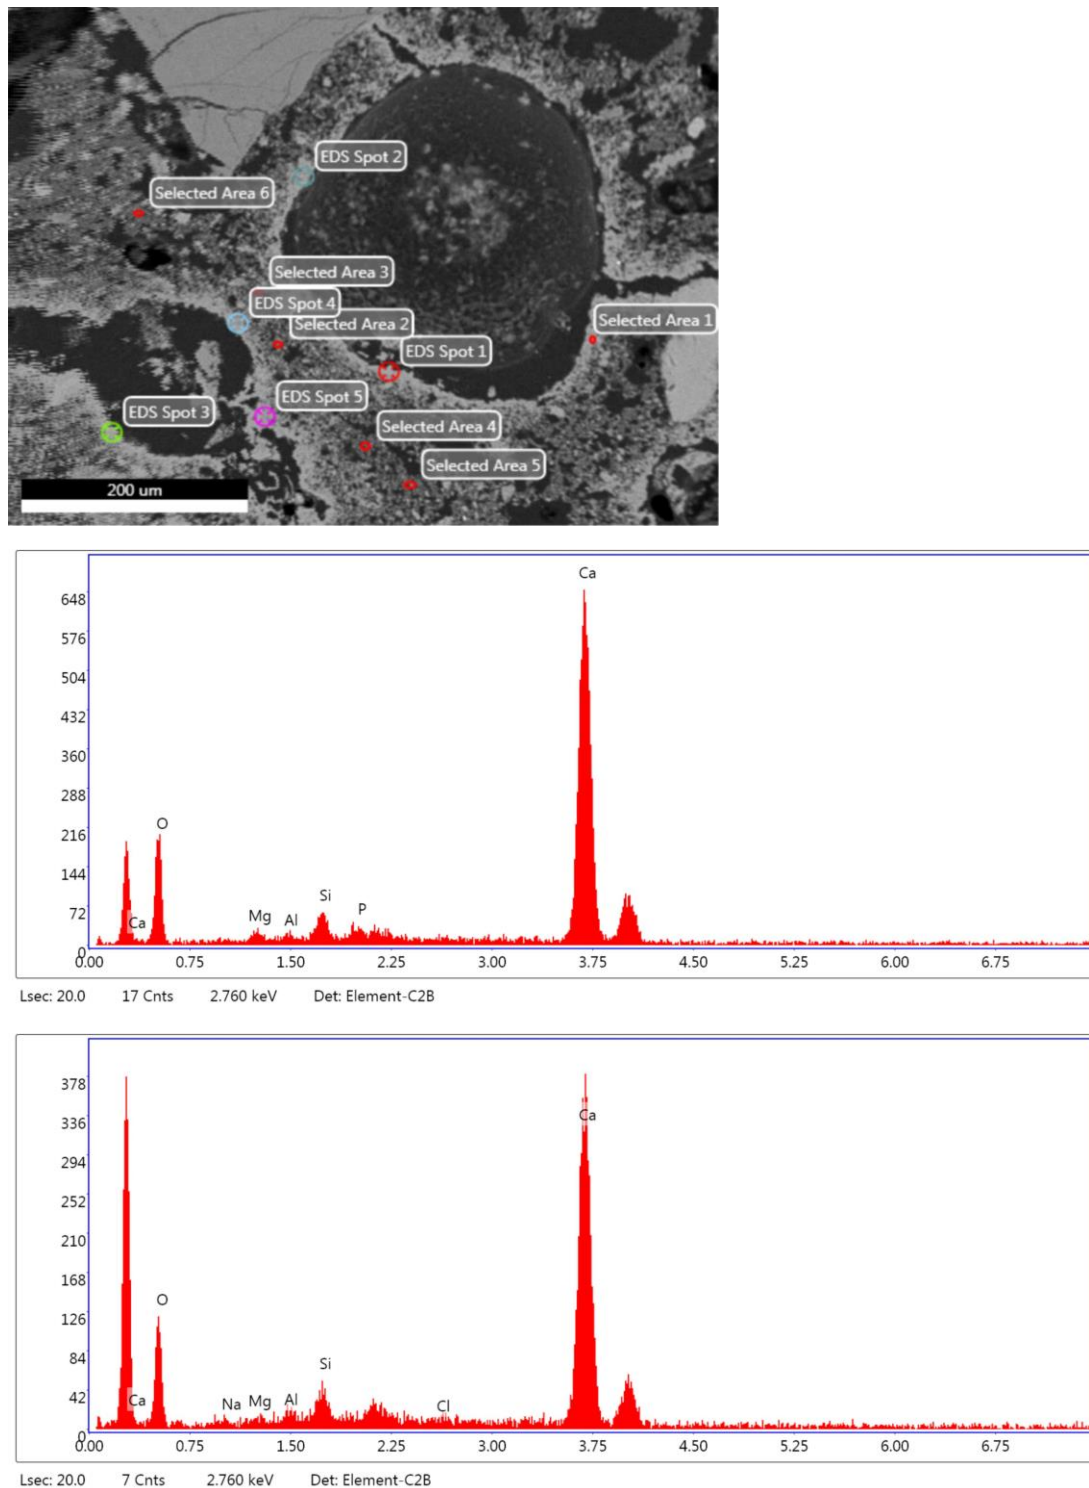 EDS Spot 2
Selected Area 6
Selected Area 3
EDS Spot 4
Selected Area 2
Selected Area 1
EDS Spot 1
EDS Spot 5
EDS Spot 3
Selected Area 4
Selected Area 5
200 um
Ca
648
576
504
432
360
288
216
144
72
0
O
Ca
Mg
Al
Si
P
0.00 0.75 1.50 2.25 3.00 3.75 4.50 5.25 6.00 6.75
Lsec: 20.0 17 Cnts 2.760 keV Det: Element-C2B
378
336
294
252
210
168
126
84
42
0
Ca
O
Ca
Na
Mg
Al
Si
Cl
0.00 0.75 1.50 2.25 3.00 3.75 4.50 5.25 6.00 6.75
Lsec: 20.0 7 Cnts 2.760 keV Det: Element-C2B